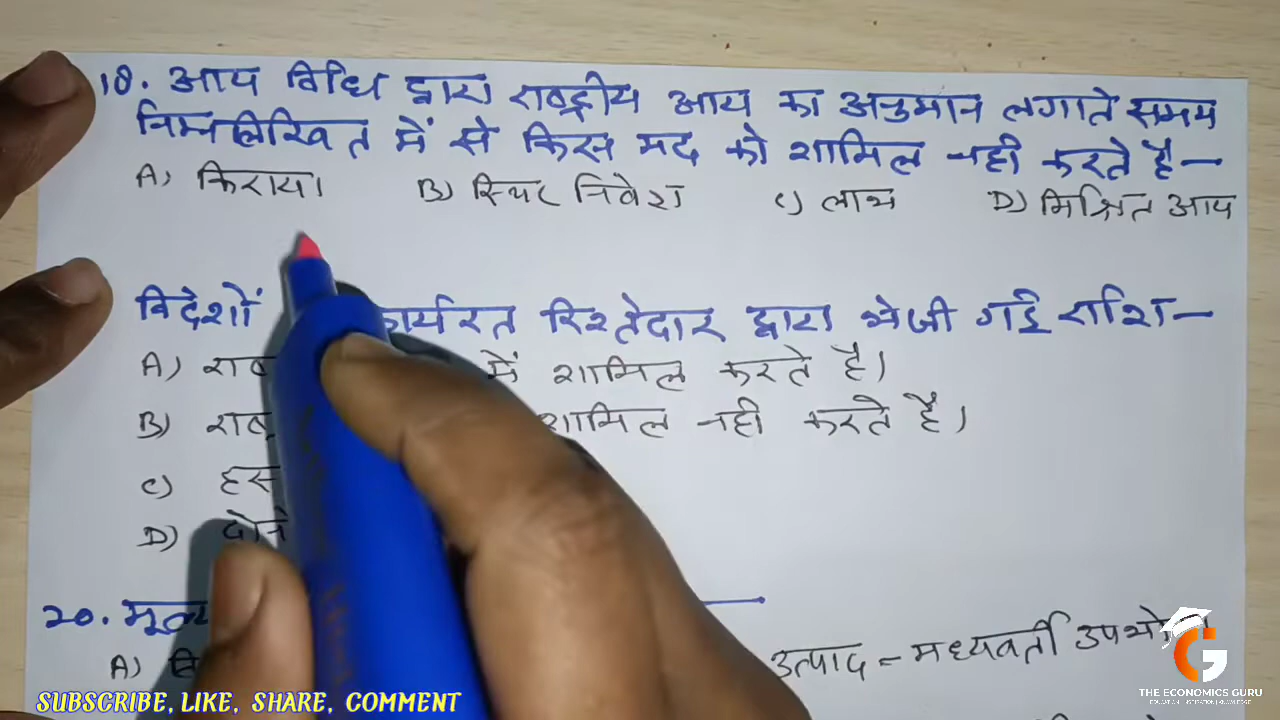 18. आय विधि द्वारा राष्ट्रीय आय का अनुमान लगाते समय
निम्नलिखित में से किस मद को शामिल नही करते है—
A) किराया B) स्थिर निवेश C) लाभ D) मिश्रित आय
विदेशों कार्यरत रिश्तेदार द्वारा भेजी गई राशि—
A) में शामिल करते है।
B) शामिल नही करते है।
C)
D)
20.
A) उत्पाद = मध्यवर्ती
SUBSCRIBE, LIKE, SHARE, COMMENT
THE ECONOMICS GURU